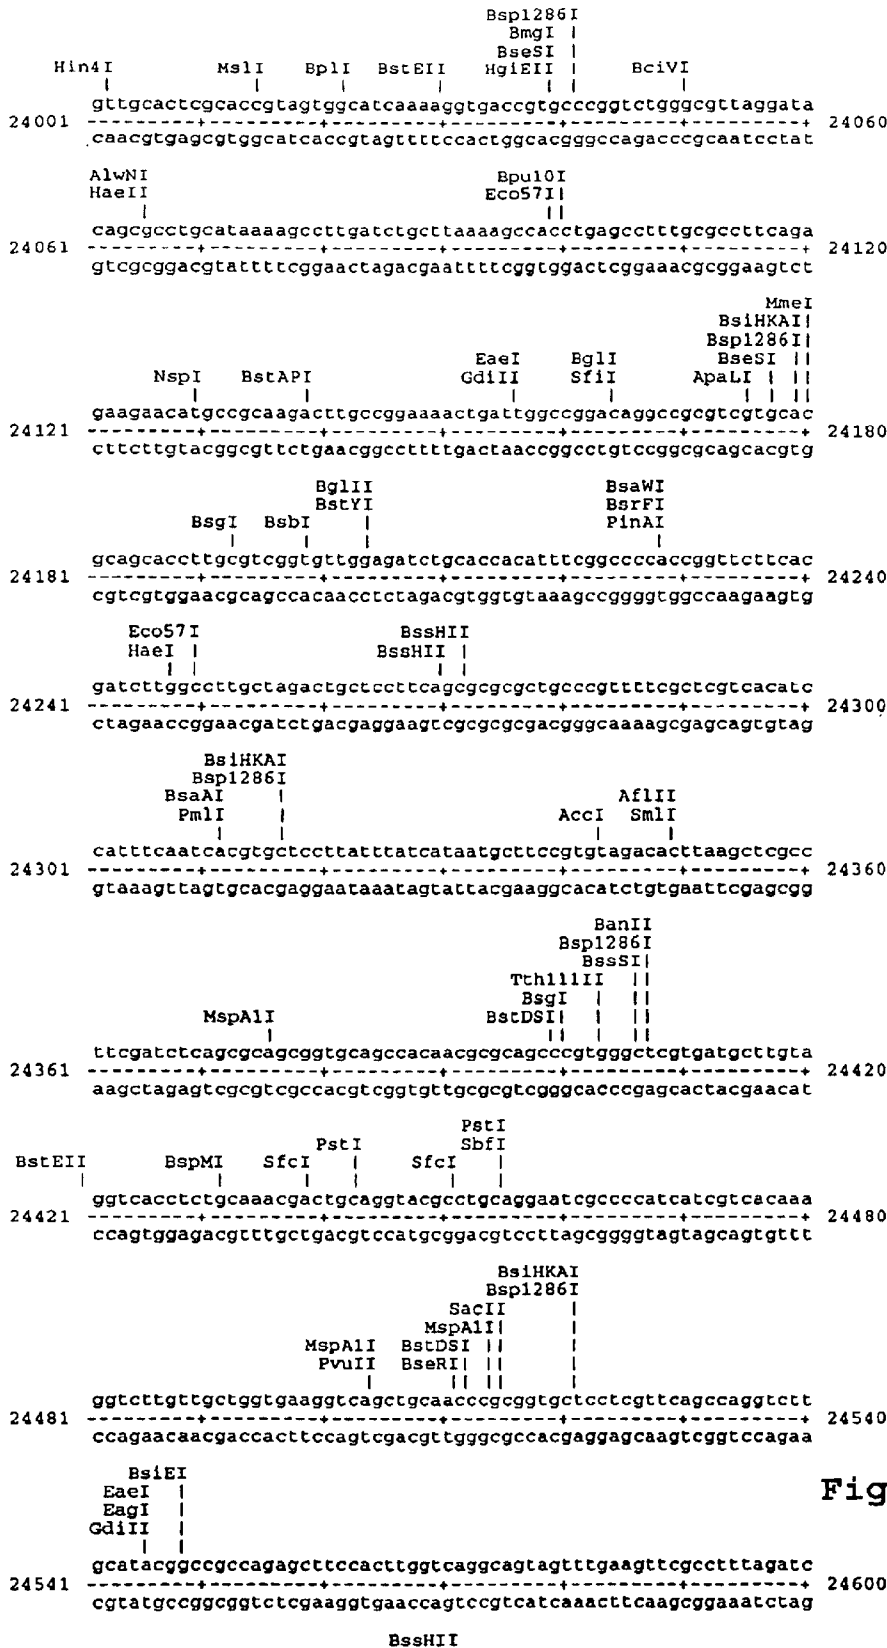 Bsp1286I
BmgI |
BseSI |
Hin4I MslI BplI BstEII HgiEII | BciVI
| | | | | | |
gttgcactcgcaccgtagtggcatcaaaaggtgaccgtgcccggtctgggcgttaggata
24001 ---------+---------+---------+---------+---------+---------+ 24060
caacgtgagcgtggcatcaccgtagttttccactggcacgggccagacccgcaatcctat
AlwNI Bpu10I
HaeII Eco57I|
| ||
cagcgcctgcataaaagccttgatctgcttaaaagccacctgagcctttgcgccttcaga
24061 ---------+---------+---------+---------+---------+---------+ 24120
gtcgcggacgtattttcggaactagacgaattttcggtggactcggaaacgcggaagtct
MmeI
BsiHKAI|
Bsp1286I|
EaeI BglI BseSI ||
NspI BstAPI GdiII SfiI ApaLI | ||
| | | | | | ||
gaagaacatgccgcaagacttgccggaaaactgattggccggacaggccgcgtcgtgcac
24121 ---------+---------+---------+---------+---------+---------+ 24180
cttcttgtacggcgttctgaacggccttttgactaaccggcctgtccggcgcagcacgtg
BglII BsaWI
BstYI BsrFI
BsgI BsbI | PinAI
| | | |
gcagcaccttgcgtcggtgttggagatctgcaccacatttcggccccaccggttcttcac
24181 ---------+---------+---------+---------+---------+---------+ 24240
cgtcgtggaacgcagccacaacctctagacgtggtgtaaagccggggtggccaagaagtg
Eco57I BssHII
HaeI | BssHII |
| | | |
gatcttggccttgctagactgctccttcagcgcgcgctgcccgttttcgctcgtcacatc
24241 ---------+---------+---------+---------+---------+---------+ 24300
ctagaaccggaacgatctgacgaggaagtcgcgcgcgacgggcaaaagcgagcagtgtag
BsiHKAI
Bsp1286I
BsaAI | AflII
PmlI | AccI SmlI
| | | |
catttcaatcacgtgctccttatttatcataatgcttccgtgtagacacttaagctcgcc
24301 ---------+---------+---------+---------+---------+---------+ 24360
gtaaagttagtgcacgaggaataaatagtattacgaaggcacatctgtgaattcgagcgg
BanII
Bsp1286I
BssSI|
Tth111II ||
BsgI | ||
MspA1I BstDSI| | ||
| || | ||
ttcgatctcagcgcagcggtgcagccacaacgcgcagcccgtgggctcgtgatgcttgta
24361 ---------+---------+---------+---------+---------+---------+ 24420
aagctagagtcgcgtcgccacgtcggtgttgcgcgtcgggcacccgagcactacgaacat
PstI
PstI SbfI
BstEII BspMI SfcI | SfcI |
| | | | | |
ggtcacctctgcaaacgactgcaggtacgcctgcaggaatcgccccatcatcgtcacaaa
24421 ---------+---------+---------+---------+---------+---------+ 24480
ccagtggagacgtttgctgacgtccatgcggacgtccttagcggggtagtagcagtgttt
BsiHKAI
Bsp1286I
SacII |
MspA1I| |
MspA1I BstDSI || |
PvuII BseRI| || |
| || || |
ggtcttgttgctggtgaaggtcagctgcaacccgcggtgctcctcgttcagccaggtctt
24481 ---------+---------+---------+---------+---------+---------+ 24540
ccagaacaacgaccacttccagtcgacgttgggcgccacgaggagcaagtcggtccagaa
BsiEI
EaeI |
EagI |
GdiII |
| |
Fig
gcatacggccgccagagcttccacttggtcaggcagtagtttgaagttcgcctttagatc
24541 ---------+---------+---------+---------+---------+---------+ 24600
cgtatgccggcggtctcgaaggtgaaccagtccgtcatcaaacttcaagcggaaatctag
BssHII